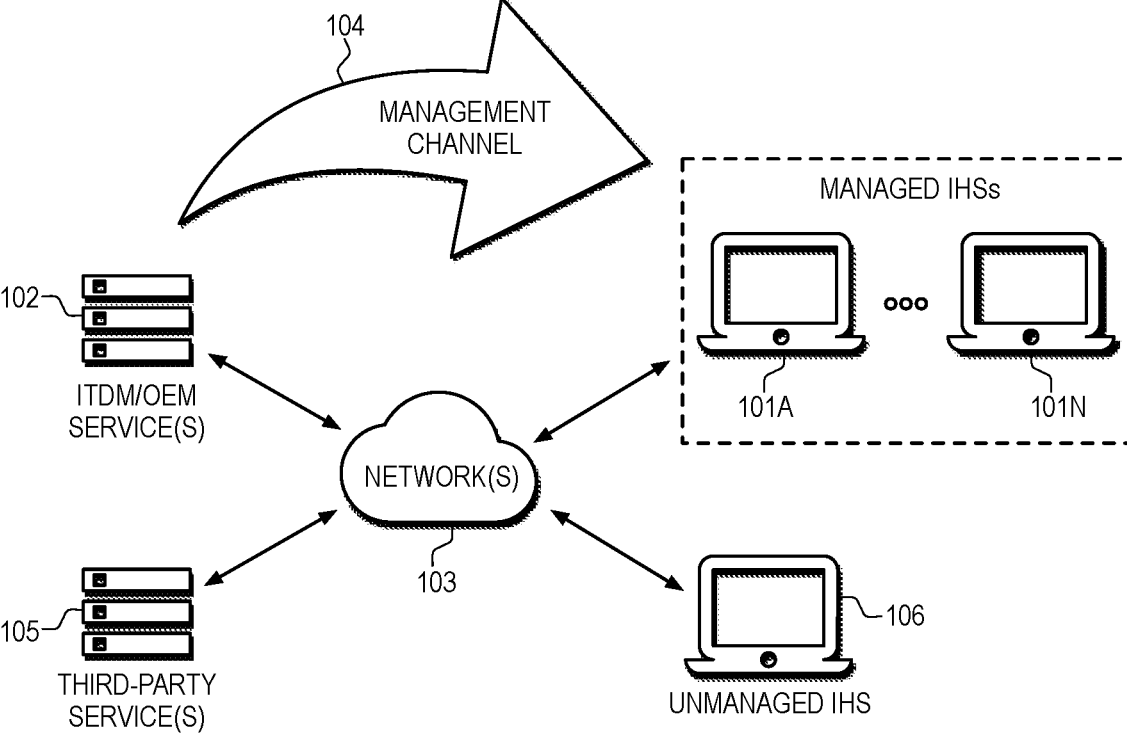 104
MANAGEMENT
CHANNEL
MANAGED IHSs
102
101A
101N
ITDM/OEM
SERVICE(S)
NETWORK(S)
103
105
106
THIRD-PARTY
SERVICE(S)
UNMANAGED IHS